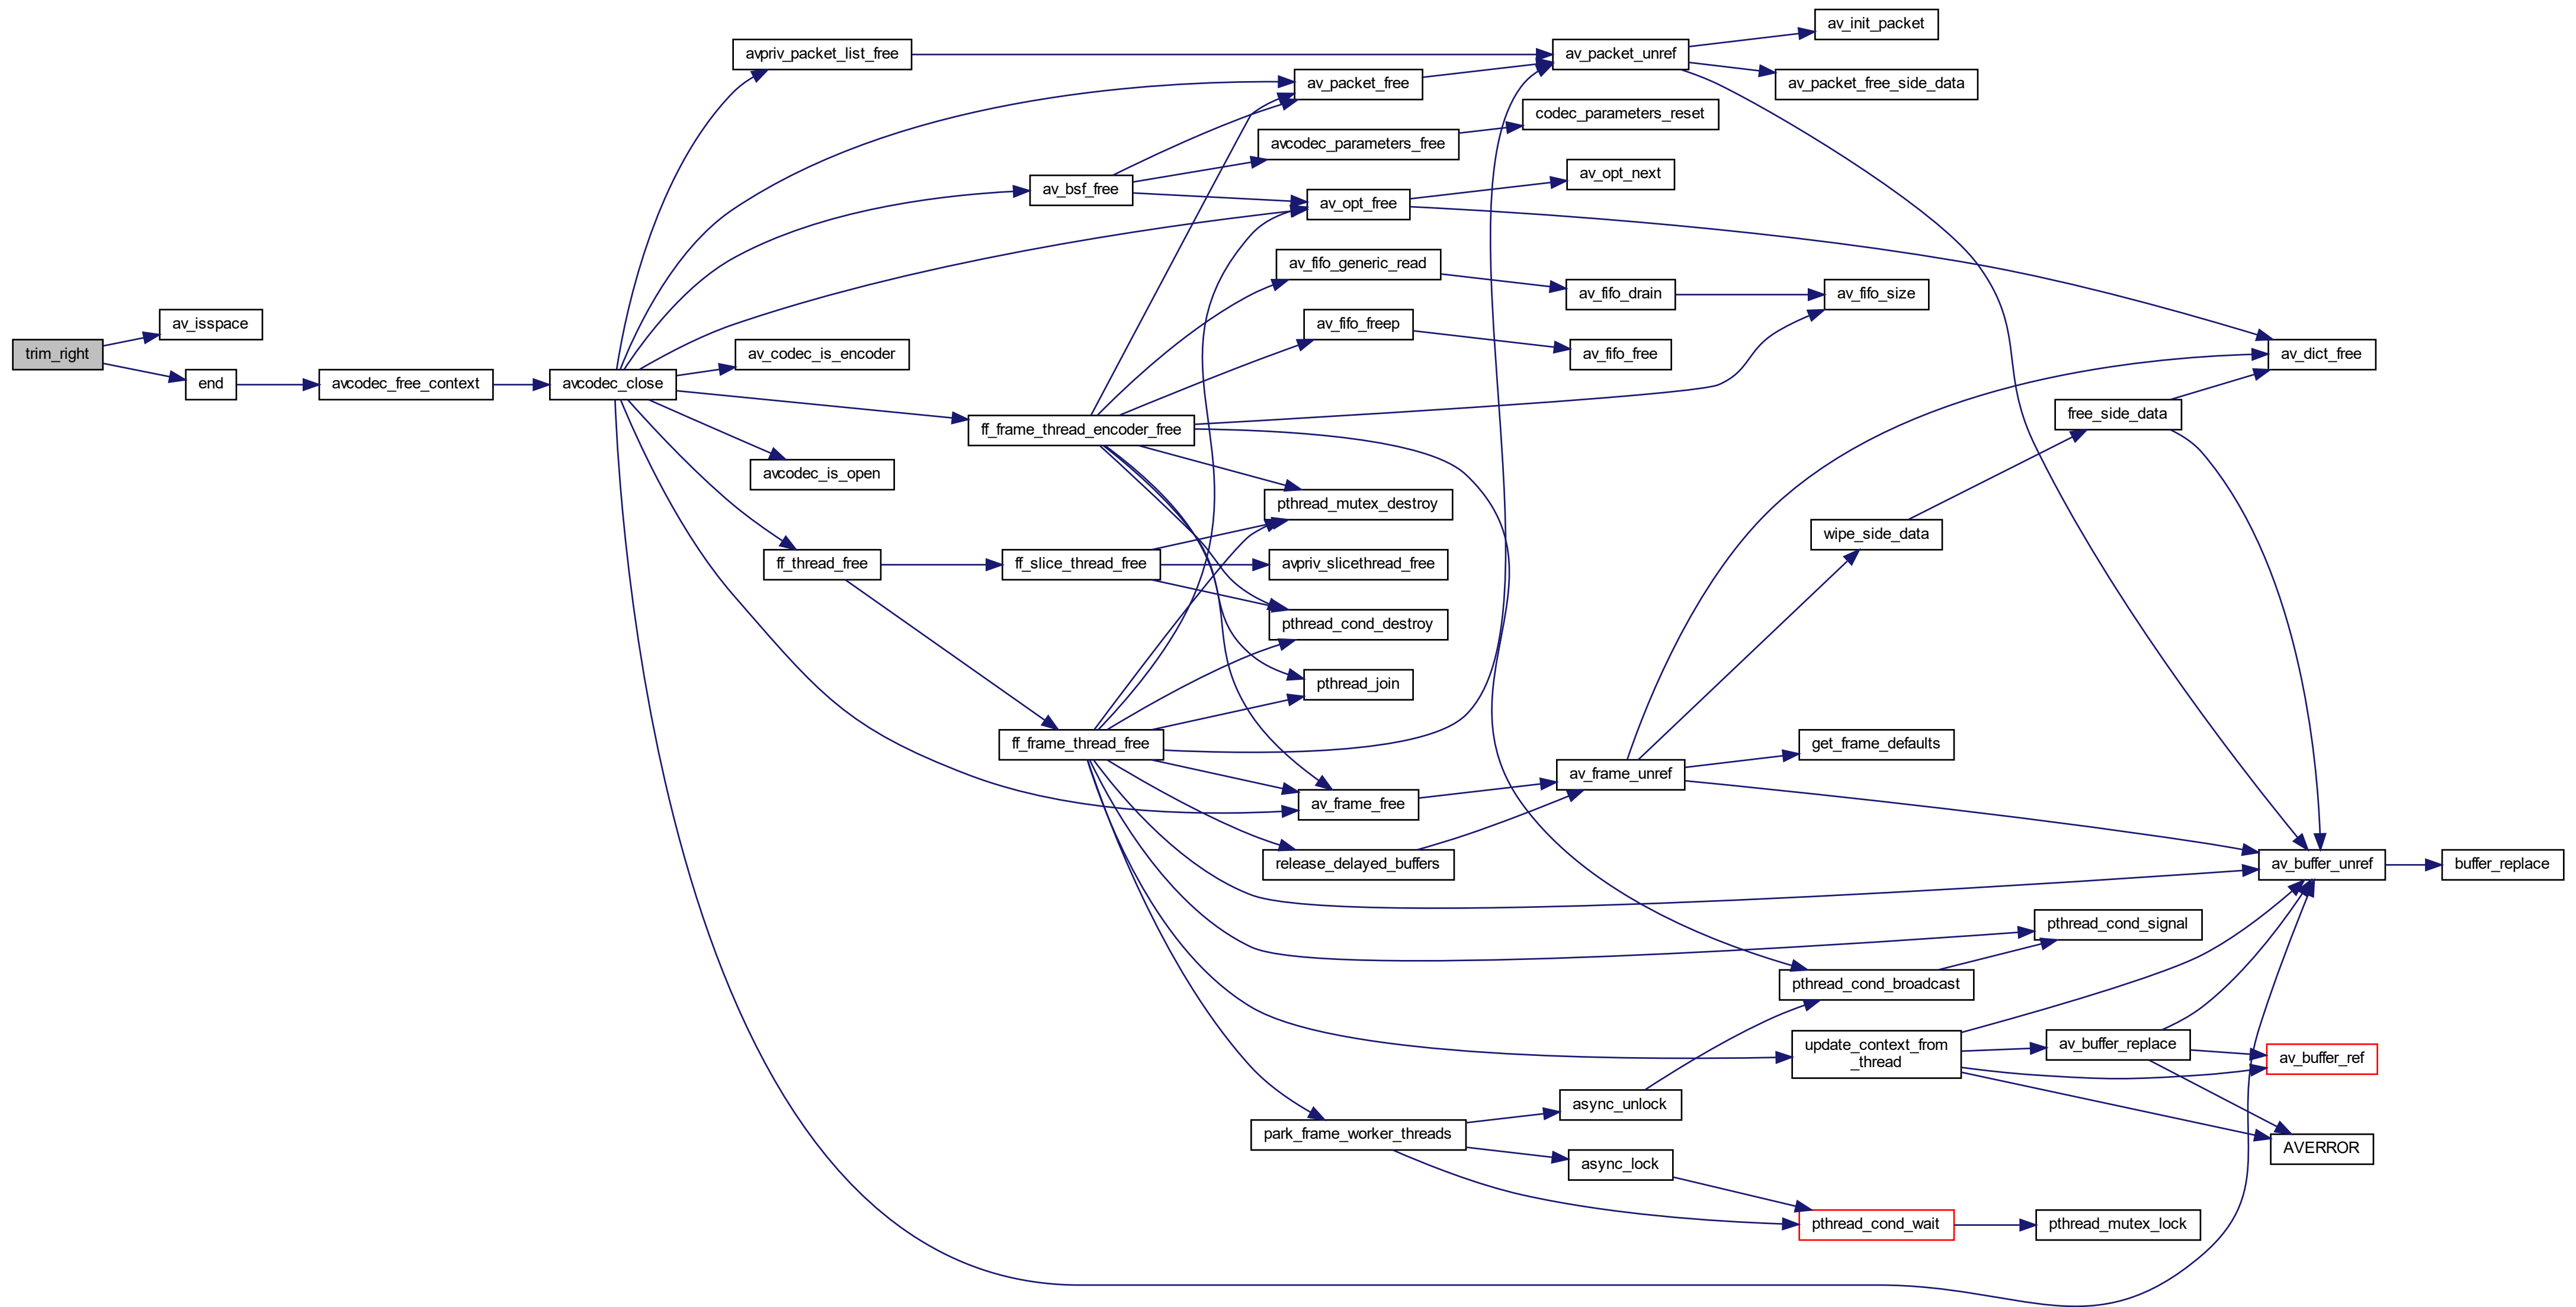 av_init_packet
avpriv_packet_list_free
av_packet_unref
av_packet_free
av_packet_free_side_data
codec_parameters_reset
avcodec_parameters_free
av_opt_next
av_bsf_free
av_opt_free
av_fifo_generic_read
av_fifo_drain
av_fifo_size
av_isspace
av_fifo_freep
trim_right
av_codec_is_encoder
av_fifo_free
av_dict_free
end
avcodec_free_context
avcodec_close
free_side_data
ff_frame_thread_encoder_free
avcodec_is_open
pthread_mutex_destroy
wipe_side_data
ff_thread_free
ff_slice_thread_free
avpriv_slicethread_free
pthread_cond_destroy
pthread_join
ff_frame_thread_free
get_frame_defaults
av_frame_unref
av_frame_free
release_delayed_buffers
av_buffer_unref
buffer_replace
pthread_cond_signal
pthread_cond_broadcast
update_context_from
_thread
av_buffer_replace
av_buffer_ref
async_unlock
park_frame_worker_threads
AVERROR
async_lock
pthread_cond_wait
pthread_mutex_lock